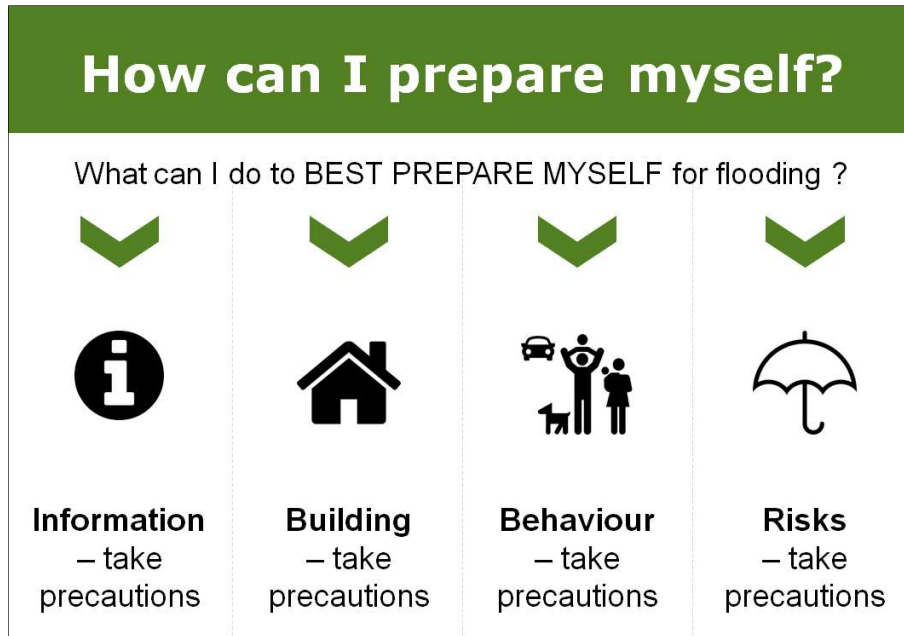 How can I prepare myself?
What can I do to BEST PREPARE MYSELF for flooding ?
Information
– take
precautions
Building
– take
precautions
Behaviour
– take
precautions
Risks
– take
precautions